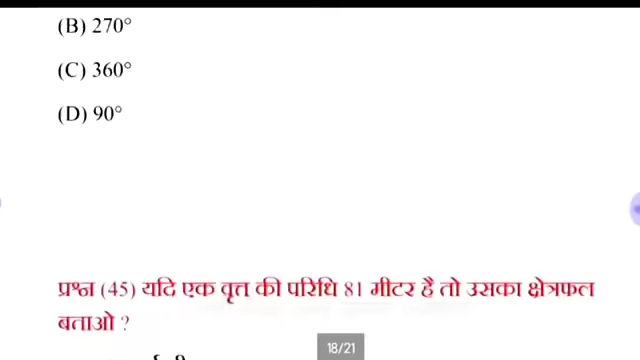 (B) 270°
(C) 360°
(D) 90°
प्रश्न (45) यदि एक वृत्त की परिधि 81 मीटर है तो उसका क्षेत्रफल
बताओ ?
18/21